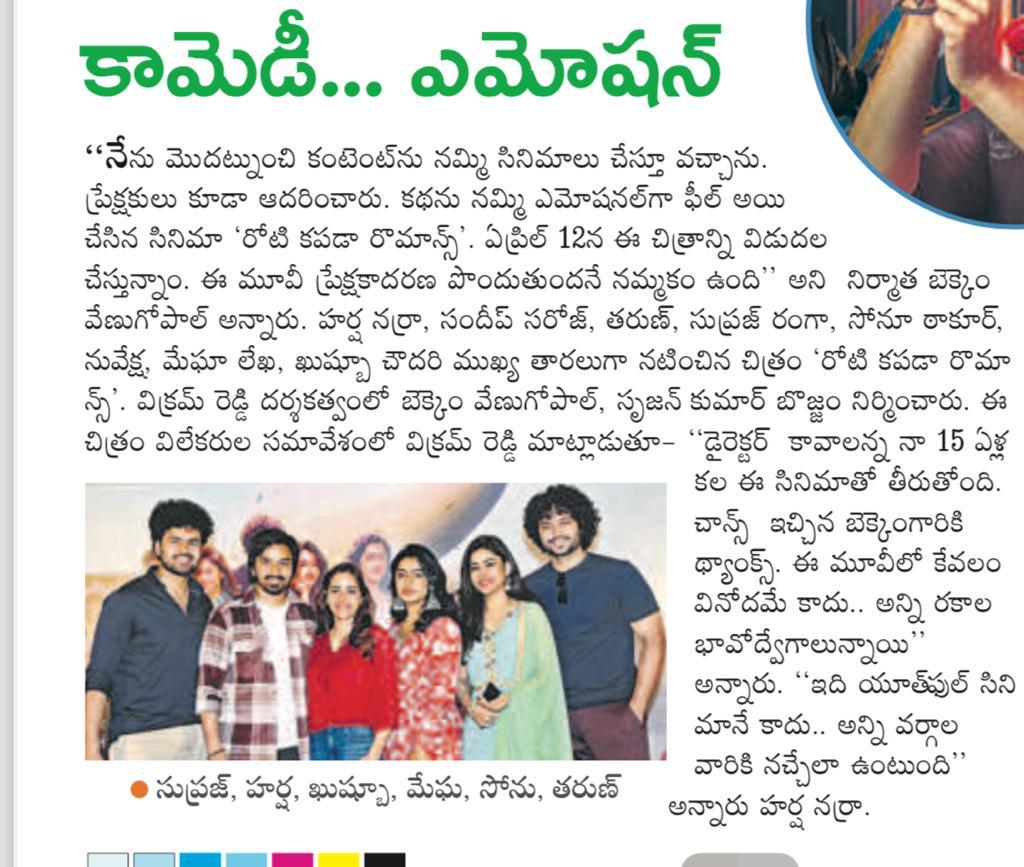 కామెడీ... ఎమోషన్
‘‘నేను మొదట్నుంచి కంటెంట్‌ను నమ్మి సినిమాలు చేస్తూ వచ్చాను.
ప్రేక్షకులు కూడా ఆదరించారు. కథను నమ్మి ఎమోషనల్‌గా ఫీల్ అయి
చేసిన సినిమా ‘రోటి కపడా రొమాన్స్’. ఏప్రిల్ 12న ఈ చిత్రాన్ని విడుదల
చేస్తున్నాం. ఈ మూవీ ప్రేక్షకాదరణ పొందుతుందనే నమ్మకం ఉంది’’ అని నిర్మాత బెక్కెం
వేణుగోపాల్ అన్నారు. హర్ష నర్రా, సందీప్ సరోజ్, తరుణ్, సుప్రజ్ రంగా, సోనూ ఠాకూర్,
నువేక్ష, మేఘా లేఖ, ఖుష్బూ చౌదరి ముఖ్య తారలుగా నటించిన చిత్రం ‘రోటి కపడా రొమా
న్స్’. విక్రమ్ రెడ్డి దర్శకత్వంలో బెక్కెం వేణుగోపాల్, సృజన్ కుమార్ బొజ్జం నిర్మించారు. ఈ
చిత్రం విలేకరుల సమావేశంలో విక్రమ్ రెడ్డి మాట్లాడుతూ– ‘‘డైరెక్టర్ కావాలన్న నా 15 ఏళ్ల
కల ఈ సినిమాతో తీరుతోంది.
చాన్స్ ఇచ్చిన బెక్కెంగారికి
థ్యాంక్స్. ఈ మూవీలో కేవలం
వినోదమే కాదు.. అన్ని రకాల
భావోద్వేగాలున్నాయి’’
అన్నారు. ‘‘ఇది యూత్‌ఫుల్ సిని
మానే కాదు.. అన్ని వర్గాల
వారికి నచ్చేలా ఉంటుంది’’
అన్నారు హర్ష నర్రా.
సుప్రజ్, హర్ష, ఖుష్బూ, మేఘ, సోను, తరుణ్